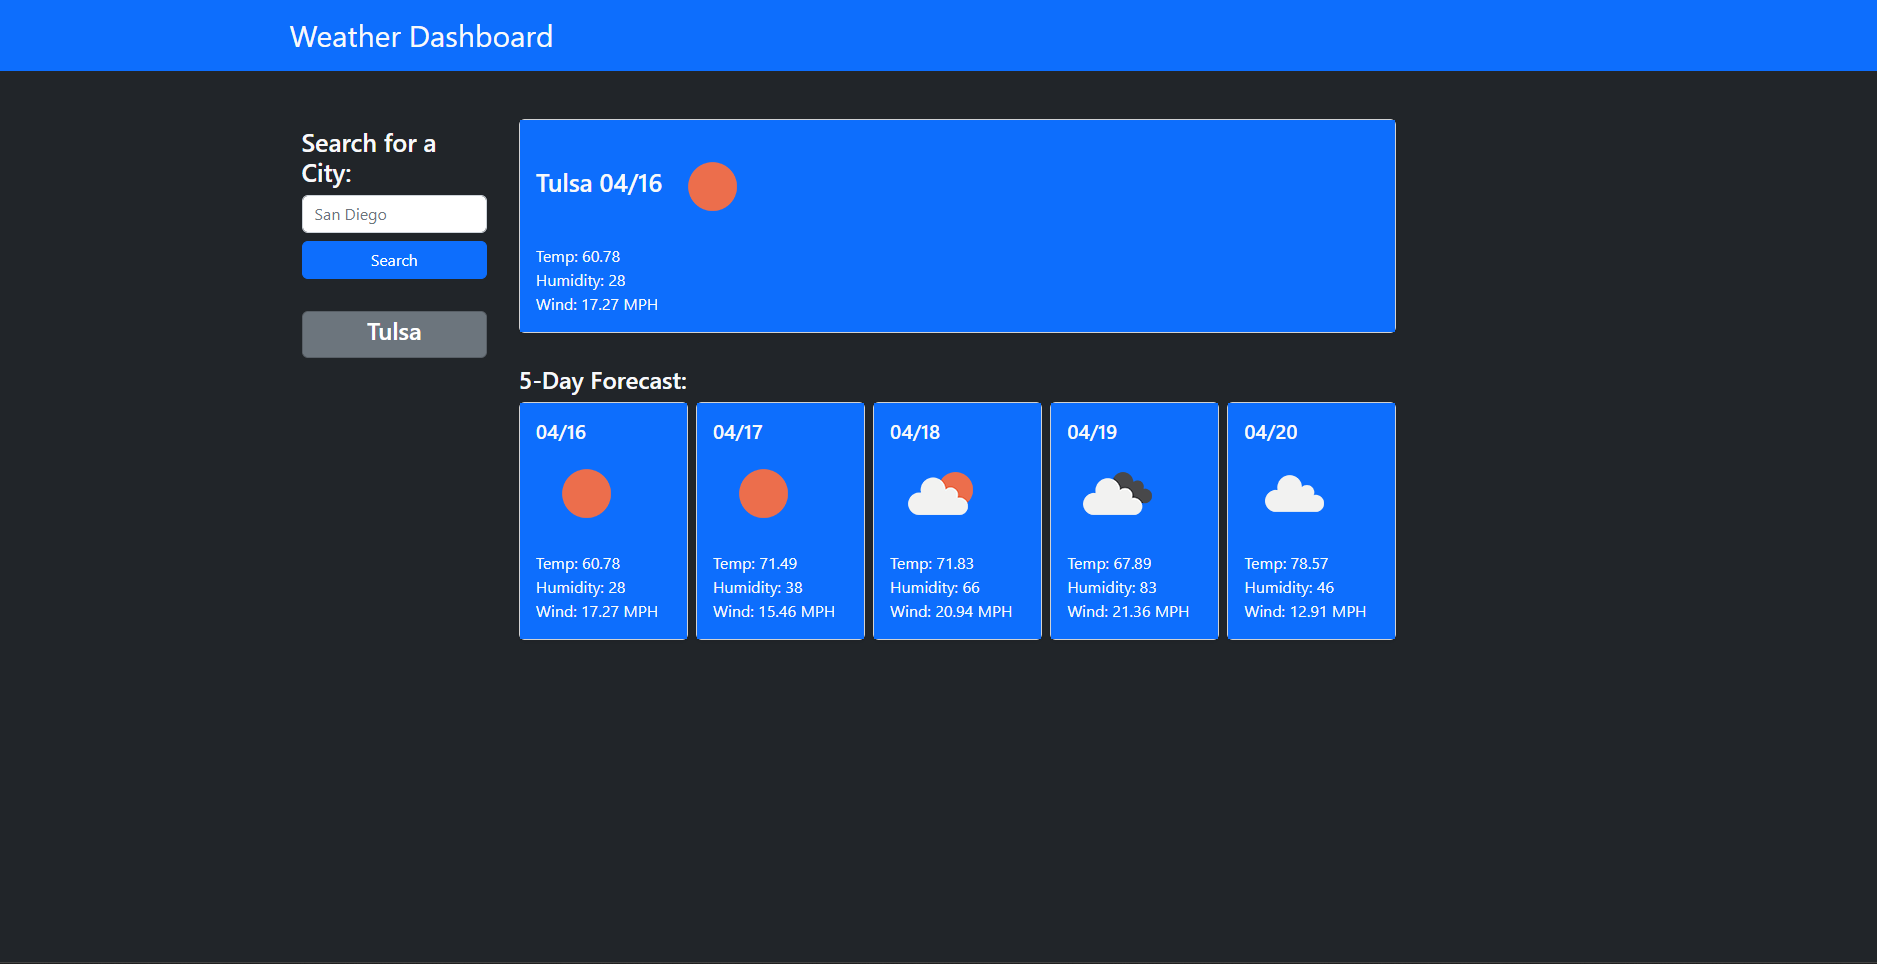 Weather Dashboard
Search for a
City:
San Diego
Search
Tulsa
Tulsa 04/16
Temp: 60.78
Humidity: 28
Wind: 17.27 MPH
5-Day Forecast:
04/16
Temp: 60.78
Humidity: 28
Wind: 17.27 MPH
04/17
Temp: 71.49
Humidity: 38
Wind: 15.46 MPH
04/18
Temp: 71.83
Humidity: 66
Wind: 20.94 MPH
04/19
Temp: 67.89
Humidity: 83
Wind: 21.36 MPH
04/20
Temp: 78.57
Humidity: 46
Wind: 12.91 MPH